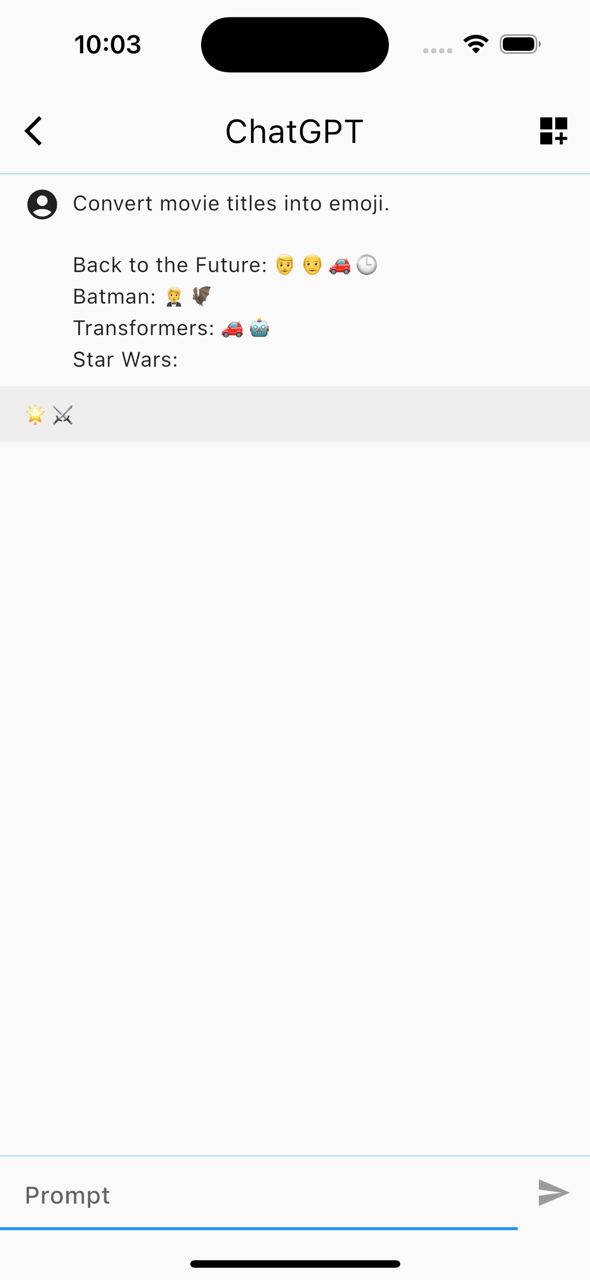 10:03
ChatGPT
Convert movie titles into emoji.
Back to the Future: 👨👴🚗🕒
Batman: 🤵🦇
Transformers: 🚗🤖
Star Wars:
🌟⚔
Prompt